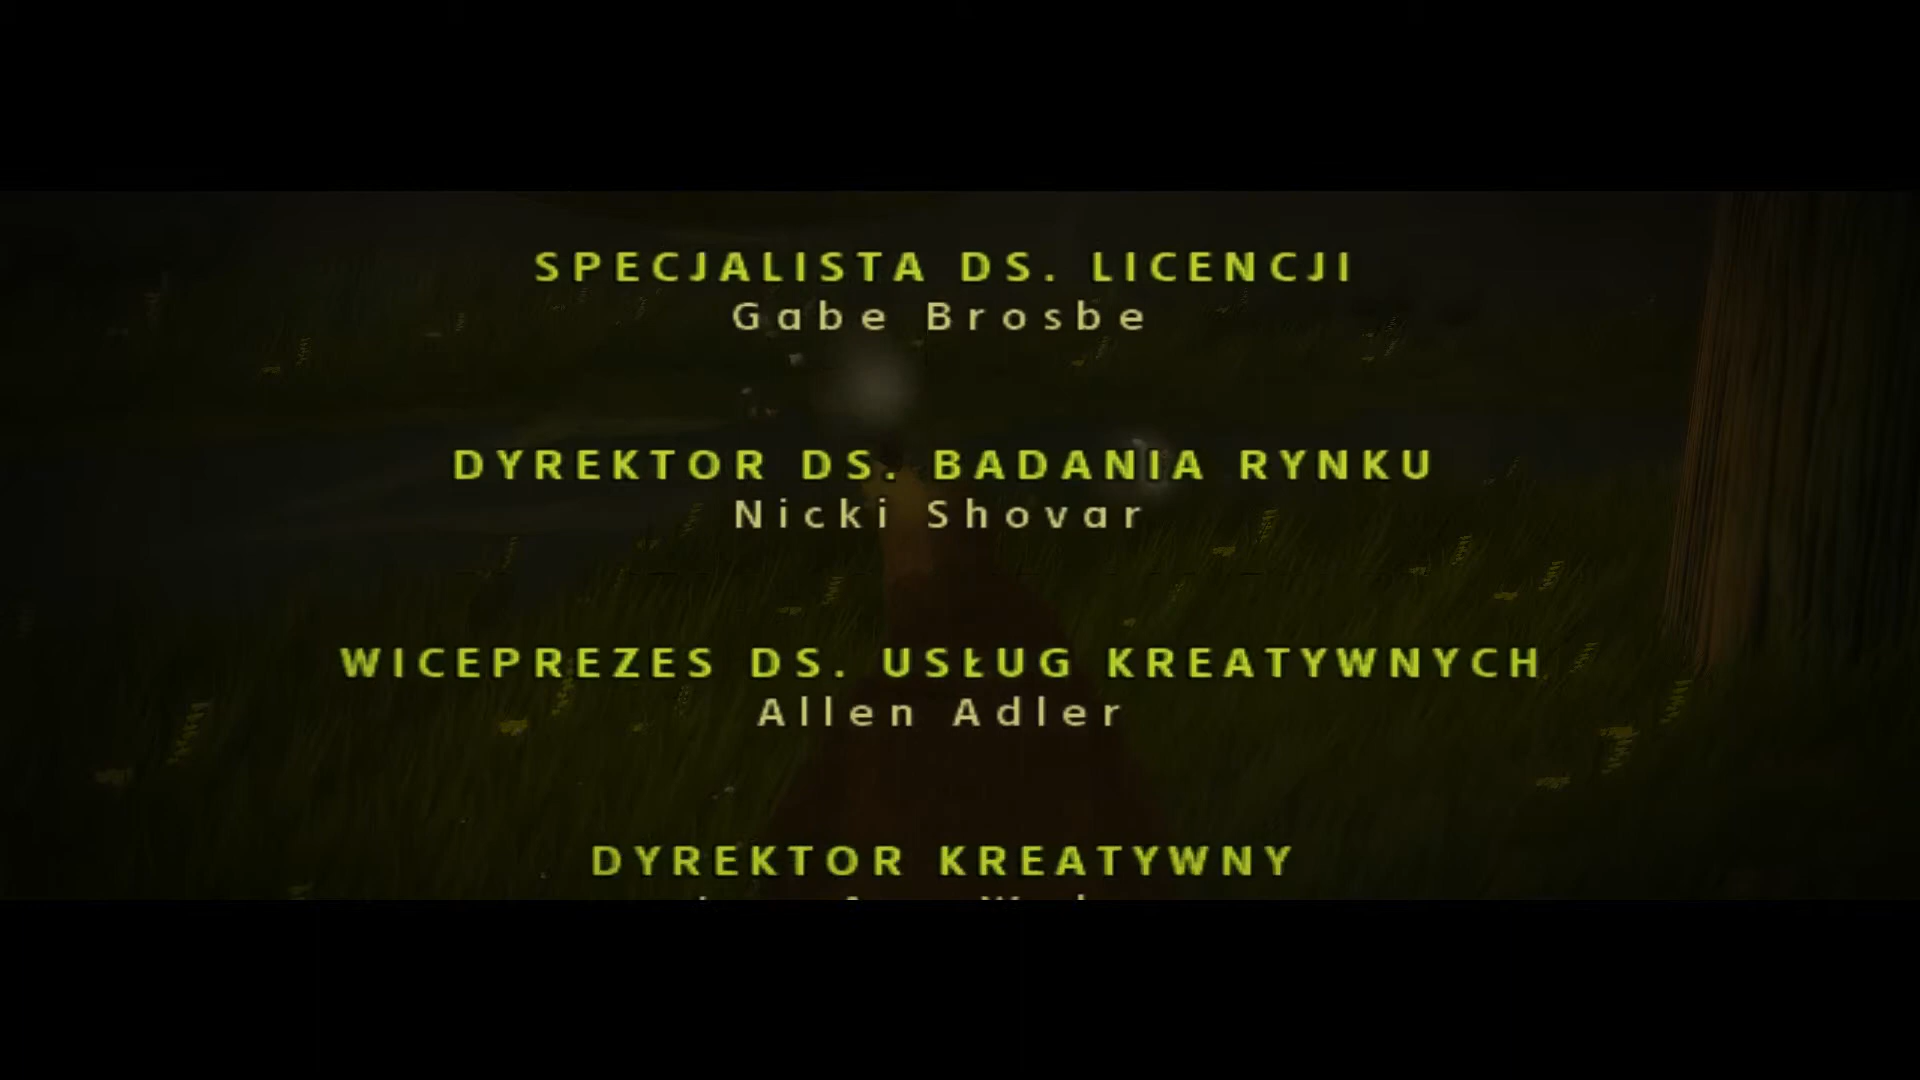 SPECJALISTA DS. LICENCJI
Gabe Brosbe
DYREKTOR DS. BADANIA RYNKU
Nicki Shovar
WICEPREZES DS. USŁUG KREATYWNYCH
Allen Adler
DYREKTOR KREATYWNY